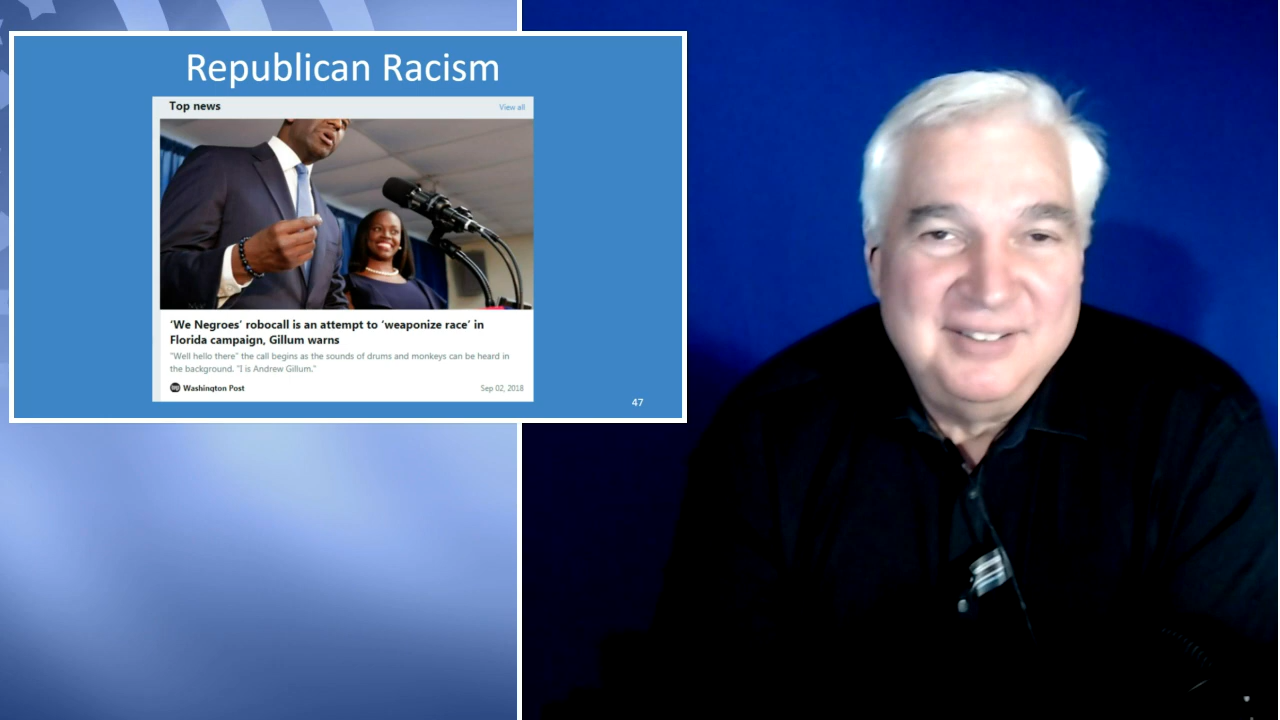 Republican Racism
Top news
View all
'We Negroes' robocall is an attempt to 'weaponize race' in
Florida campaign, Gillum warns
"Well hello there" the call begins as the sounds of drums and monkeys can be heard in
the background. "I is Andrew Gillum."
Washington Post
Sep 02, 2018
47